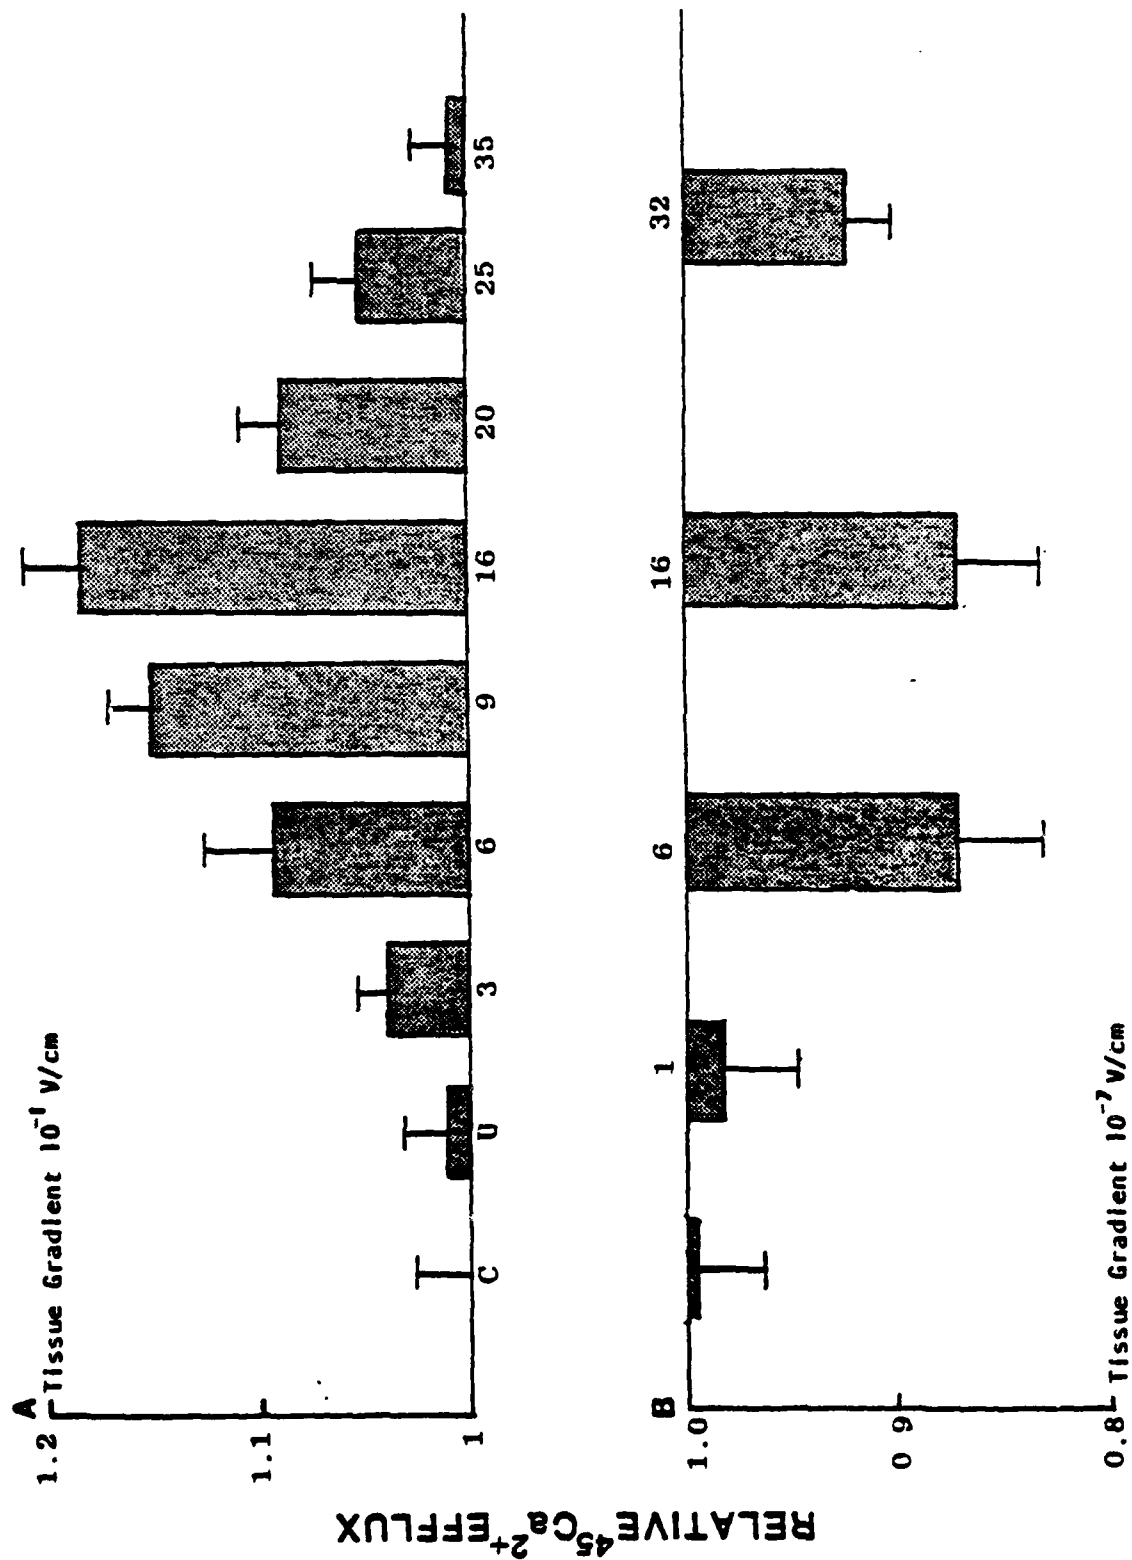 A
Tissue Gradient 10⁻¹ V/cm
1.2
1.1
1
C U 3 6 9 16 20 25 35
RELATIVE ⁴⁵Ca²⁺ EFFLUX
B
1.0
0 9
0.8
1 6 16 32
Tissue Gradient 10⁻⁷ V/cm